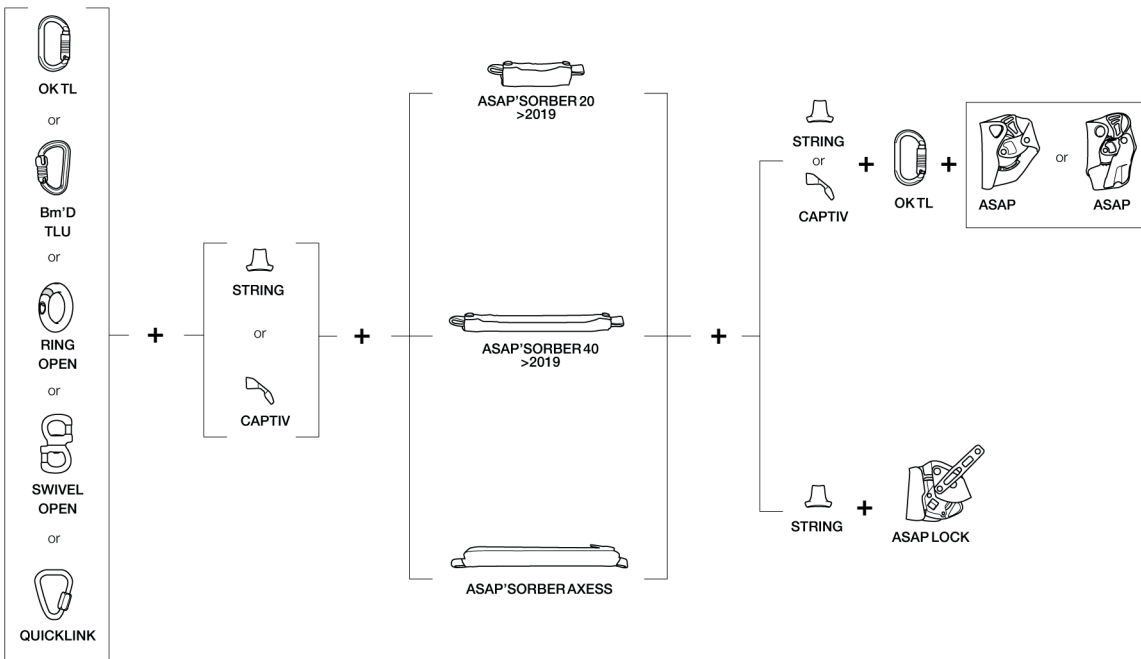 OK TL
or
Bm'D
TLU
or
RING
OPEN
or
SWIVEL
OPEN
or
QUICKLINK
+
STRING
or
CAPTIV
+
ASAP'SORBER 20
>2019
ASAP'SORBER 40
>2019
ASAP'SORBER AXESS
+
STRING
or
CAPTIV
+
OK TL
+
ASAP
or
ASAP
STRING
+
ASAP LOCK